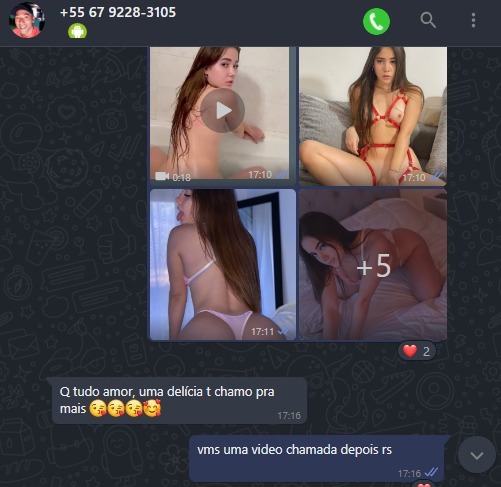 +55 67 9228-3105
0:18
17:10
17:10
17:11
+5
❤️ 2
Q tudo amor, uma delícia t chamo pra
mais 😘😘😘🥰
17:16
vms uma video chamada depois rs
17:16